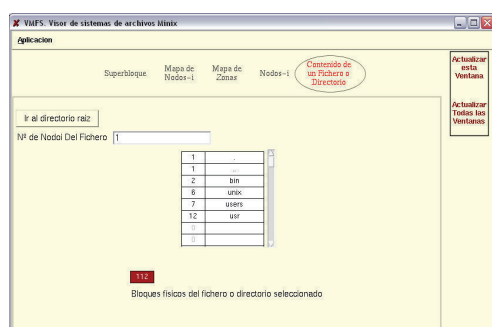 VMFS. Visor de sistemas de archivos Minix
Aplicacion
Superbloque
Mapa de Nodos-i
Mapa de Zonas
Nodos-i
Contenido de un Fichero o Directorio
Actualizar esta Ventana
Actualizar Todas las Ventanas
Ir al directorio raiz
Nº de Nodoi Del Fichero 1
1 .
1 ..
2 bin
6 unix
7 users
12 usr
0
0
112
Bloques fisicos del fichero o directorio seleccionado